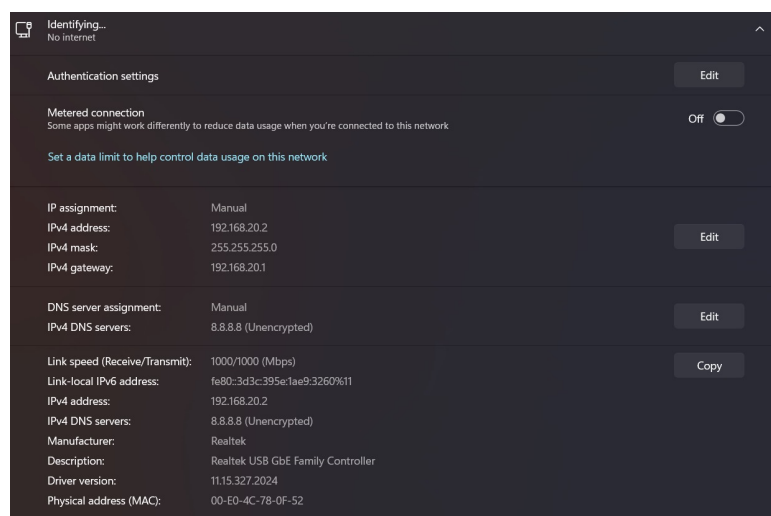 Identifying...
No internet
Authentication settings
Edit
Metered connection
Some apps might work differently to reduce data usage when you're connected to this network
Off
Set a data limit to help control data usage on this network
IP assignment: Manual
IPv4 address: 192.168.20.2
IPv4 mask: 255.255.255.0
IPv4 gateway: 192.168.20.1
Edit
DNS server assignment: Manual
IPv4 DNS servers: 8.8.8.8 (Unencrypted)
Edit
Link speed (Receive/Transmit): 1000/1000 (Mbps)
Copy
Link-local IPv6 address: fe80::3d3c:395e:1ae9:3260%11
IPv4 address: 192.168.20.2
IPv4 DNS servers: 8.8.8.8 (Unencrypted)
Manufacturer: Realtek
Description: Realtek USB GbE Family Controller
Driver version: 11.15.327.2024
Physical address (MAC): 00-E0-4C-78-0F-52